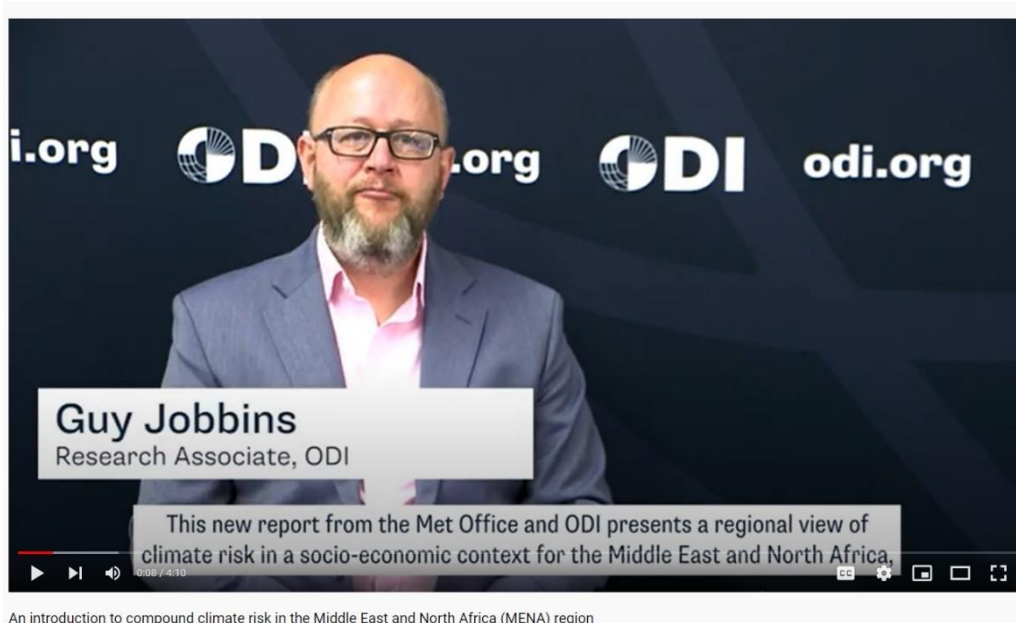 i.org ODI .org ODI odi.org
Guy Jobbins
Research Associate, ODI
This new report from the Met Office and ODI presents a regional view of
climate risk in a socio-economic context for the Middle East and North Africa,
0:08 / 4:10
CC
An introduction to compound climate risk in the Middle East and North Africa (MENA) region